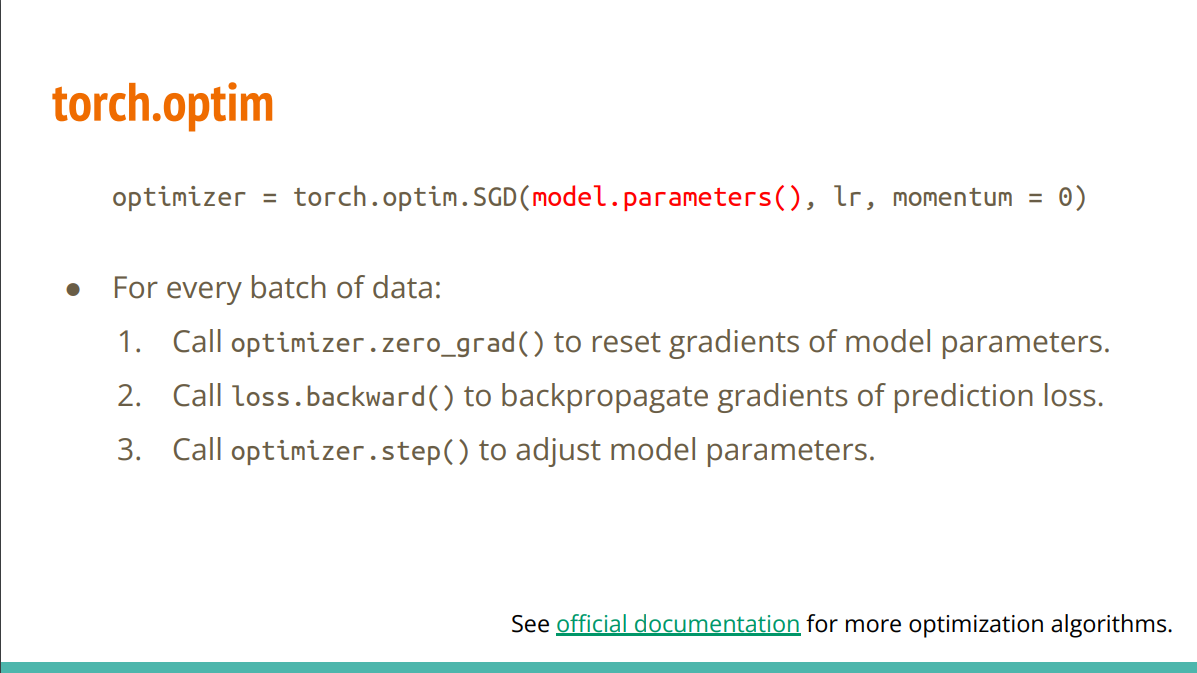 torch.optim
optimizer = torch.optim.SGD(model.parameters(), lr, momentum = 0)
● For every batch of data:
1. Call optimizer.zero_grad() to reset gradients of model parameters.
2. Call loss.backward() to backpropagate gradients of prediction loss.
3. Call optimizer.step() to adjust model parameters.
See official documentation for more optimization algorithms.